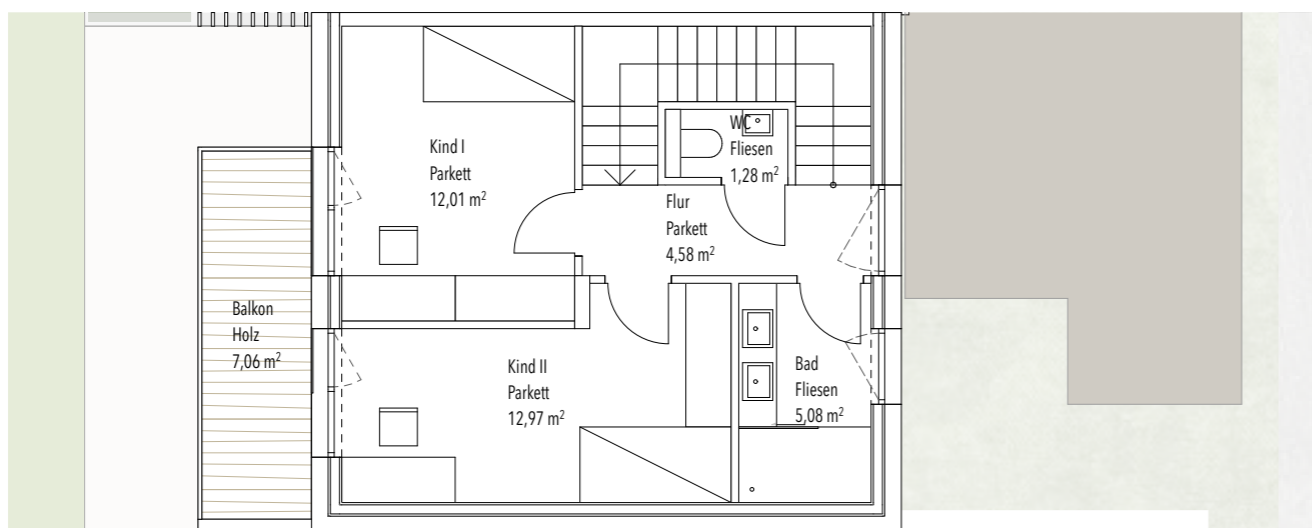 WC
Fliesen
1,28 m²
Kind I
Parkett
12,01 m²
Flur
Parkett
4,58 m²
Balkon
Holz
7,06 m²
Kind II
Parkett
12,97 m²
Bad
Fliesen
5,08 m²